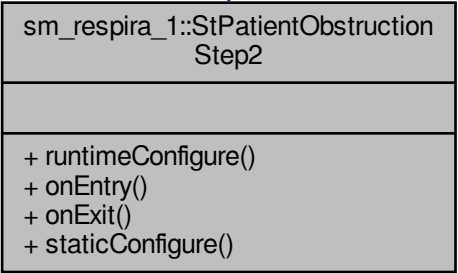 sm_respira_1::StPatientObstruction
Step2
+ runtimeConfigure()
+ onEntry()
+ onExit()
+ staticConfigure()